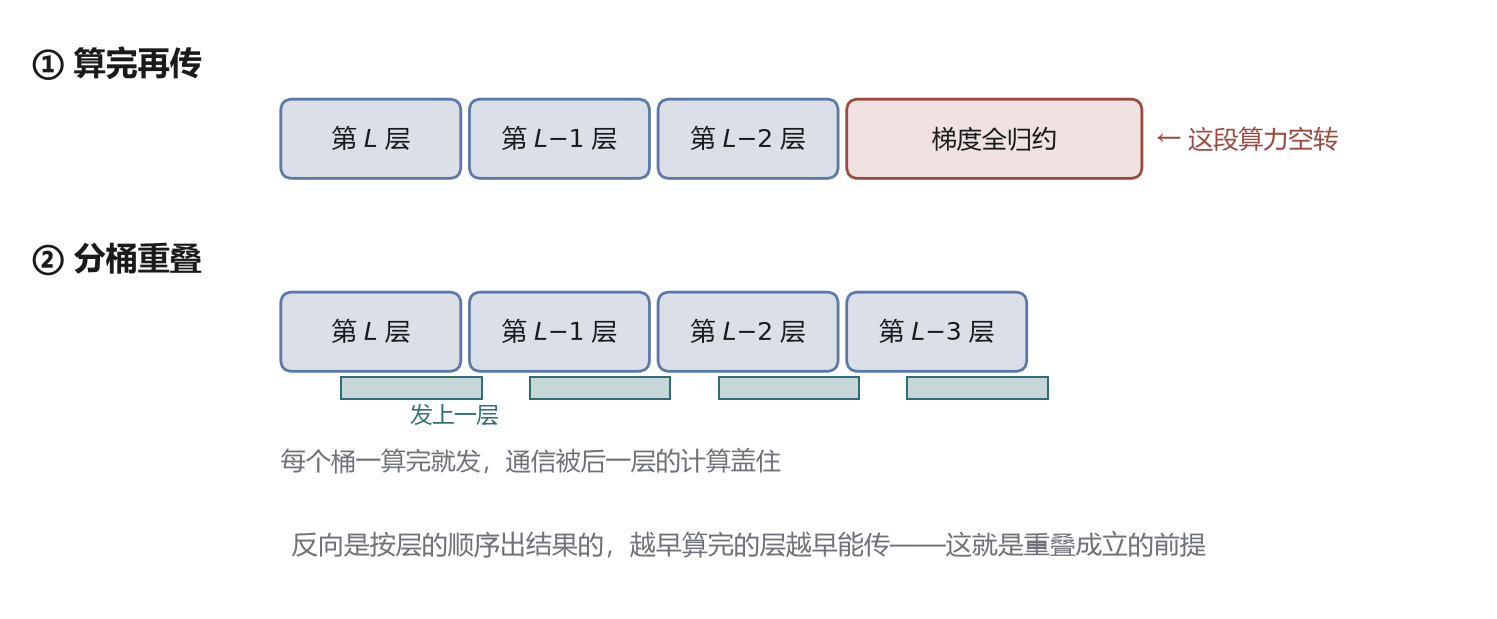 ① 算完再传
第 L 层
第 L−1 层
第 L−2 层
梯度全归约
← 这段算力空转
② 分桶重叠
第 L 层
第 L−1 层
第 L−2 层
第 L−3 层
发上一层
每个桶一算完就发，通信被后一层的计算盖住
反向是按层的顺序出结果的，越早算完的层越早能传——这就是重叠成立的前提